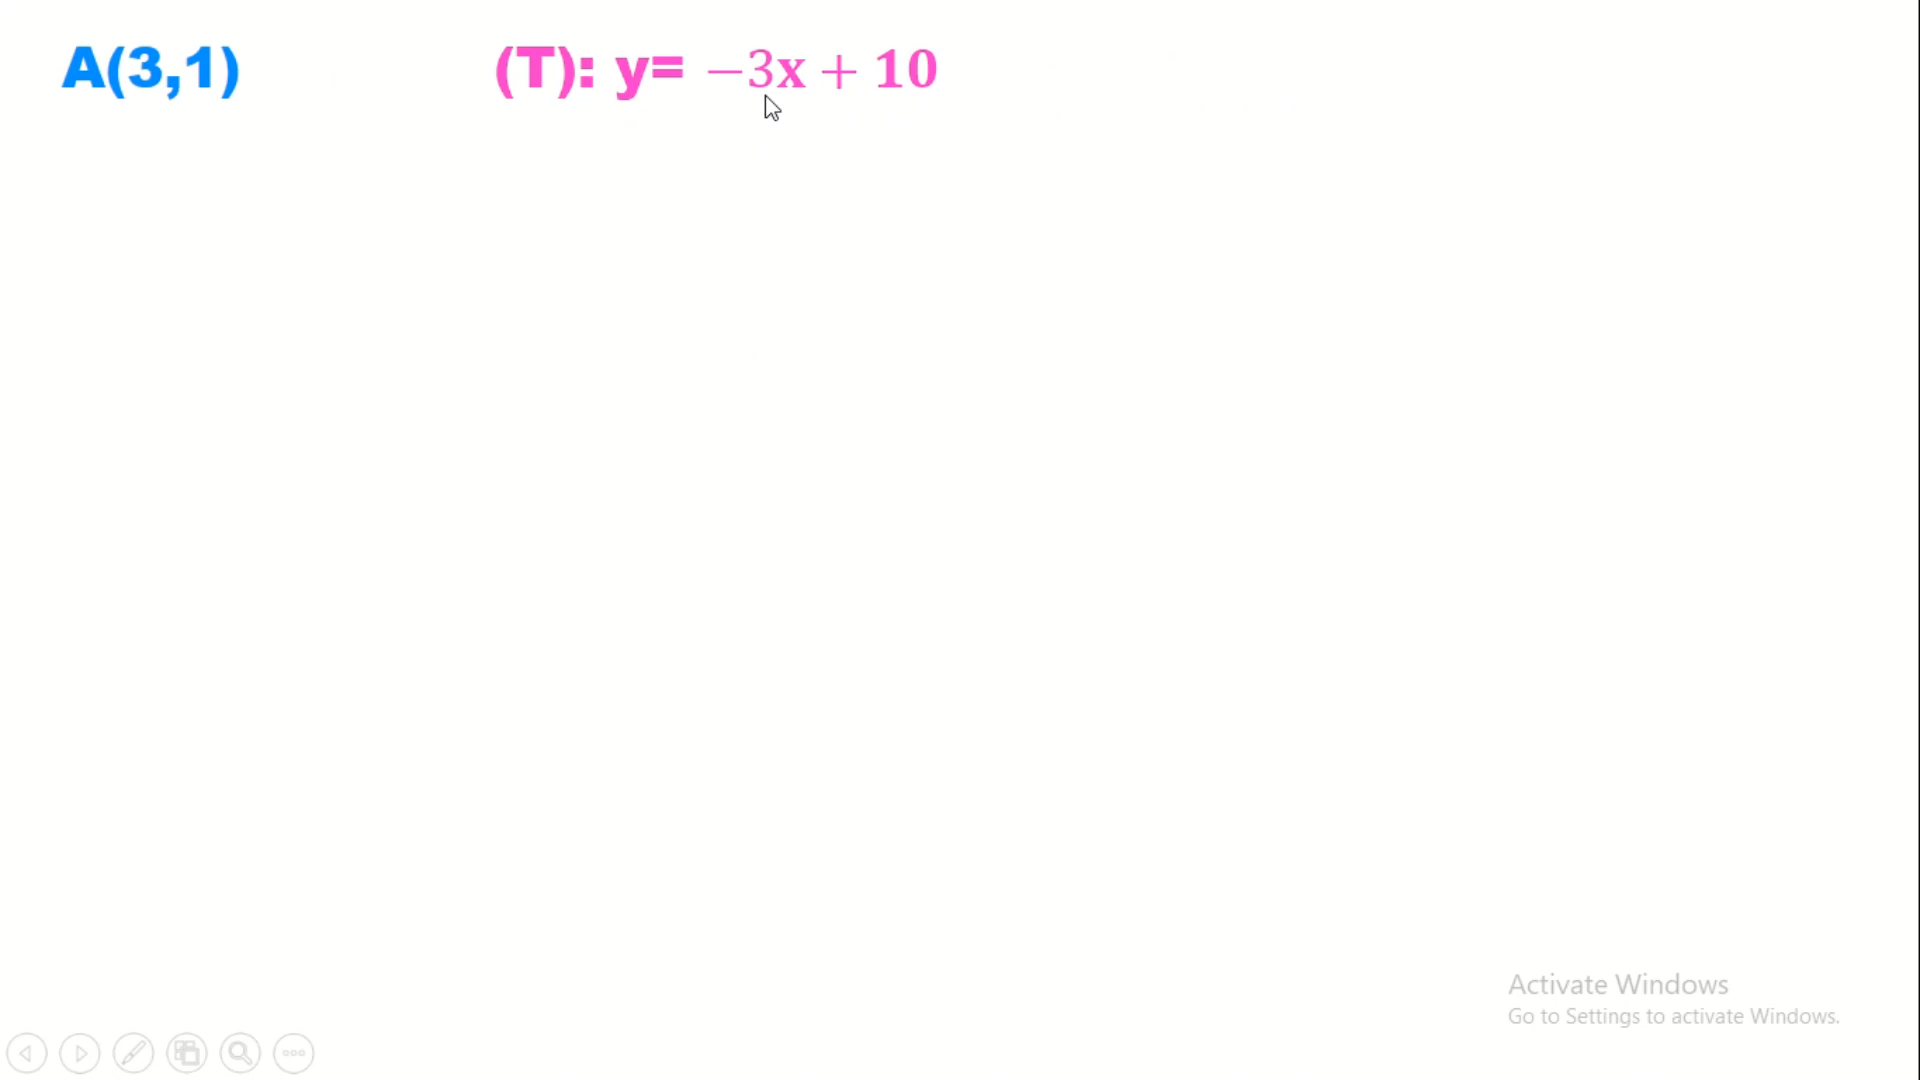 A(3,1) (T): y= −3x + 10
Activate Windows
Go to Settings to activate Windows.